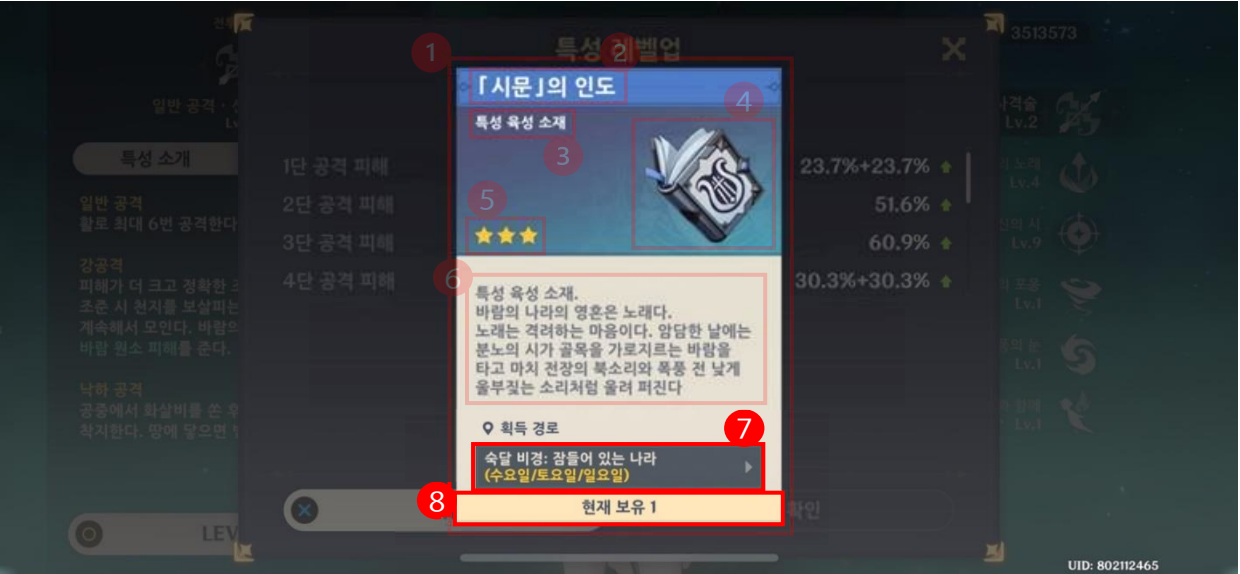 전투
3513573
특성 레벨업
1
2
「시문」의 인도
4
특성 육성 소재
3
5
6
특성 육성 소재.
바람의 나라의 영혼은 노래다.
노래는 격려하는 마음이다. 암담한 날에는
분노의 시가 골목을 가로지르는 바람을
타고 마치 전장의 북소리와 폭풍 전 낮게
울부짖는 소리처럼 울려 퍼진다
획득 경로
7
숙달 비경: 잠들어 있는 나라
(수요일/토요일/일요일)
8
현재 보유 1
일반 공격 ·
Lv
특성 소개
일반 공격
활로 최대 6번 공격한다
강공격
피해가 더 크고 정확한
조준 시 천지를 보살피는
계속해서 모인다. 바람의
바람 원소 피해를 준다.
낙하 공격
공중에서 화살비를 쏜 후
착지한다. 땅에 닿으면
LEV
1단 공격 피해
23.7%+23.7%
2단 공격 피해
51.6%
3단 공격 피해
60.9%
4단 공격 피해
30.3%+30.3%
확인
사격술
Lv.2
노래
Lv.4
시
Lv.9
포옹
Lv.1
눈
Lv.1
Lv.1
UID: 802112465